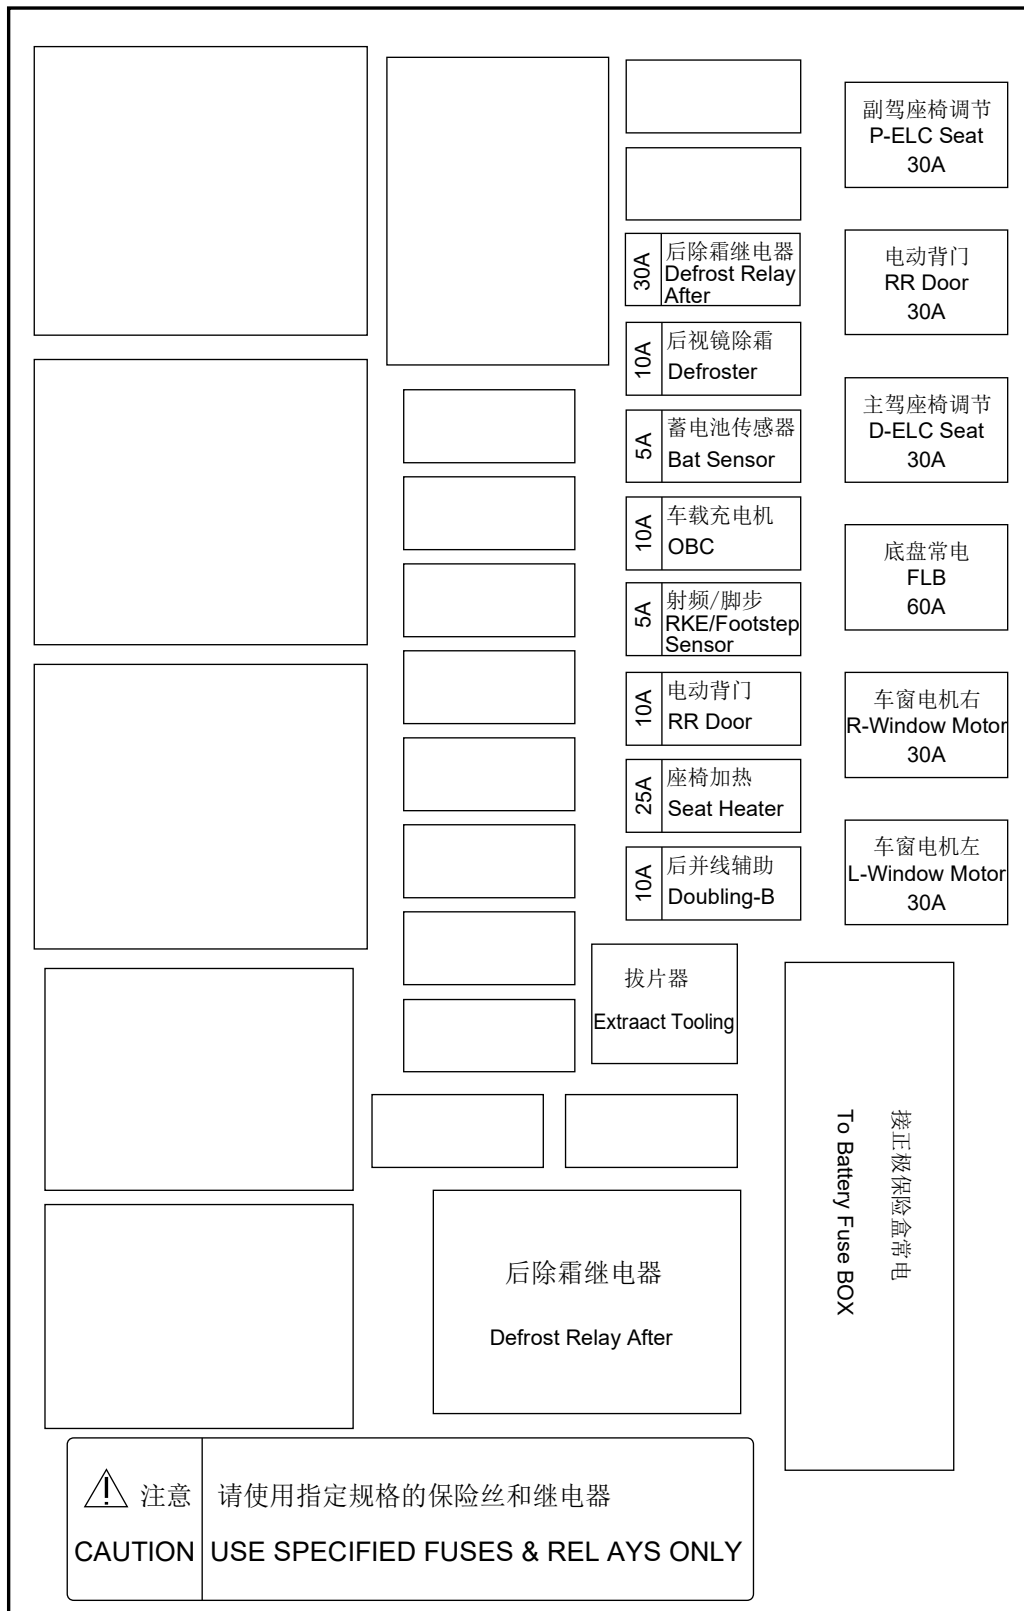 副驾座椅调节
P-ELC Seat
30A
30A
后除霜继电器
Defrost Relay
After
电动背门
RR Door
30A
10A
后视镜除霜
Defroster
主驾座椅调节
D-ELC Seat
30A
5A
蓄电池传感器
Bat Sensor
10A
车载充电机
OBC
底盘常电
FLB
60A
5A
射频/脚步
RKE/Footstep
Sensor
10A
电动背门
RR Door
车窗电机右
R-Window Motor
30A
25A
座椅加热
Seat Heater
车窗电机左
L-Window Motor
30A
10A
后并线辅助
Doubling-B
拔片器
Extraact Tooling
接正极保险盒常电
To Battery Fuse BOX
后除霜继电器
Defrost Relay After
注意
CAUTION
请使用指定规格的保险丝和继电器
USE SPECIFIED FUSES & REL AYS ONLY